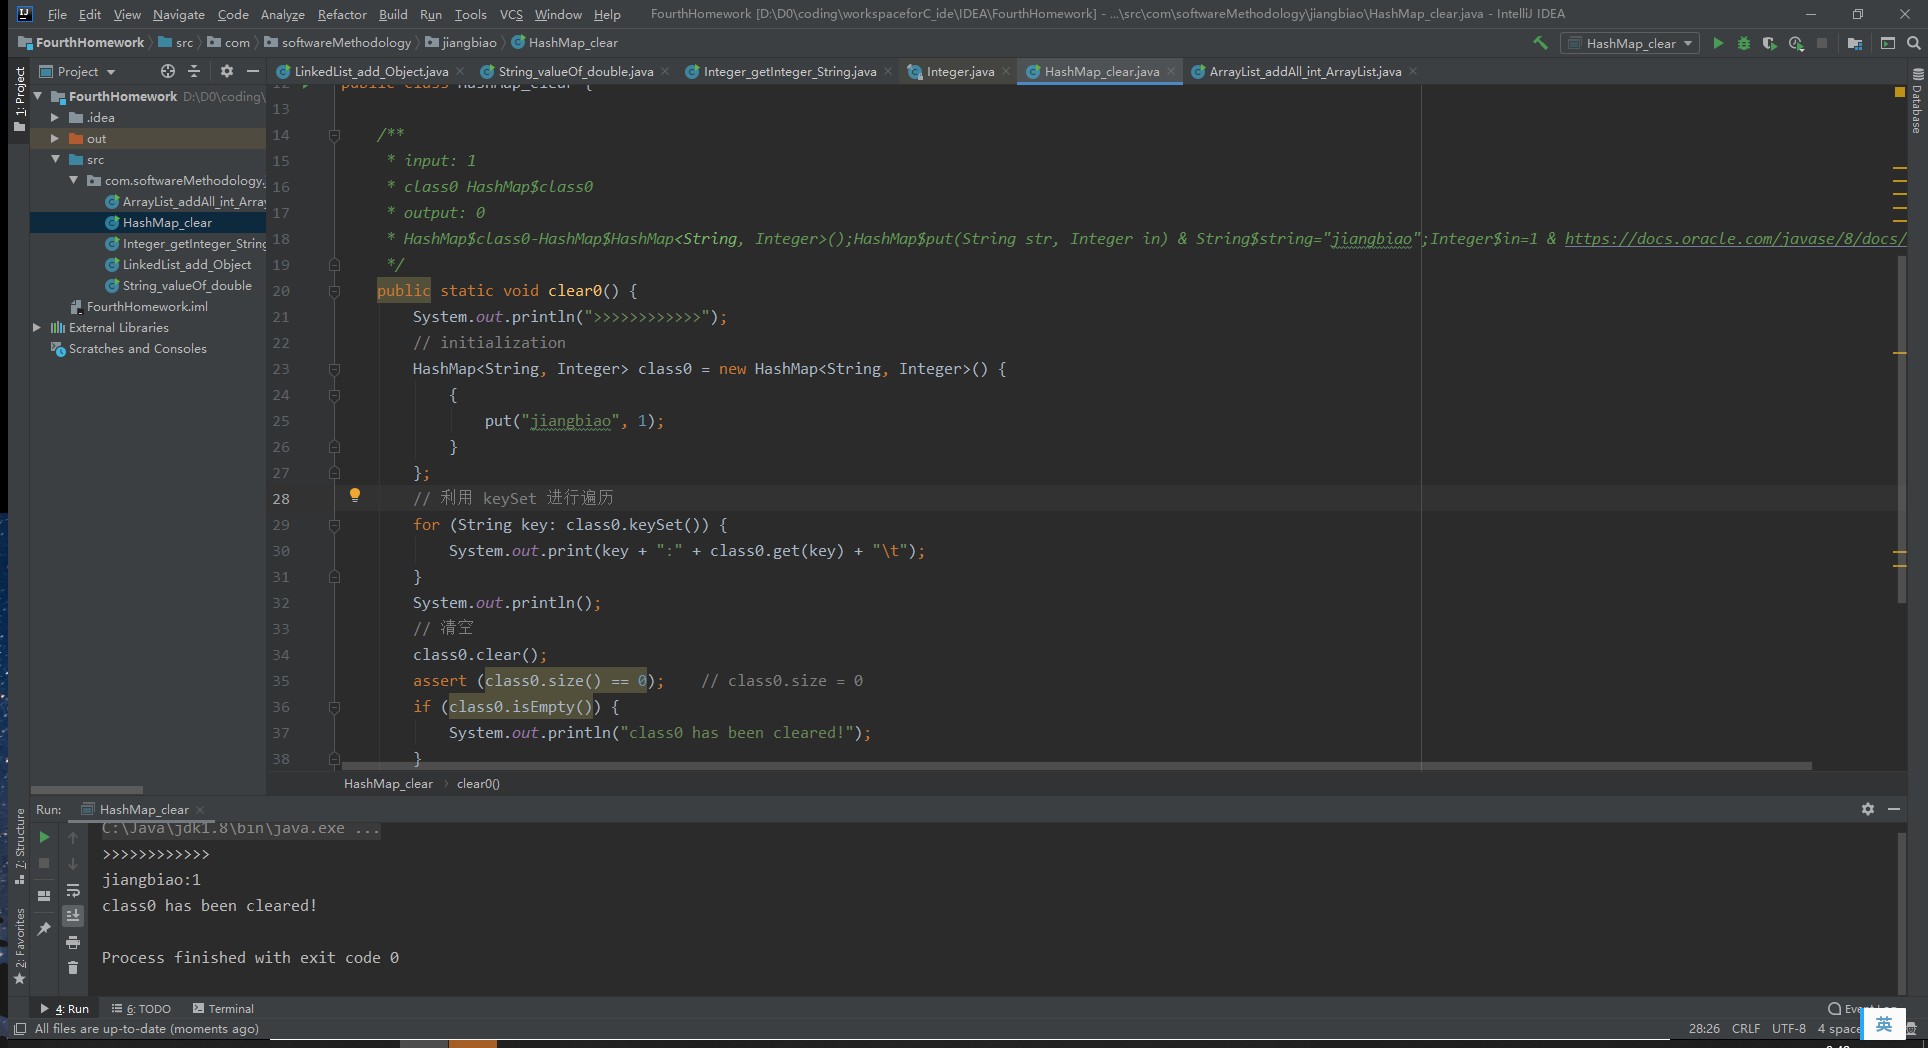 File Edit View Navigate Code Analyze Refactor Build Run Tools VCS Window Help FourthHomework [D:\D0\coding\workspaceforC_ide\IDEA\FourthHomework] - ...\src\com\softwareMethodology\jiangbiao\HashMap_clear.java - IntelliJ IDEA
FourthHomework src com softwareMethodology jiangbiao HashMap_clear HashMap_clear
Project LinkedList_add_Object.java String_valueOf_double.java Integer_getInteger_String.java Integer.java HashMap_clear.java ArrayList_addAll_int_ArrayList.java
1: Project
Database
FourthHomework D:\D0\coding\
.idea
out
src
com.softwareMethodology.
ArrayList_addAll_int_Array
HashMap_clear
Integer_getInteger_String
LinkedList_add_Object
String_valueOf_double
FourthHomework.iml
External Libraries
Scratches and Consoles
12 public class HashMap_clear {
13
14 /**
15 * input: 1
16 * class0 HashMap$class0
17 * output: 0
18 * HashMap$class0-HashMap$HashMap<String, Integer>();HashMap$put(String str, Integer in) & String$string="jiangbiao";Integer$in=1 & https://docs.oracle.com/javase/8/docs/
19 */
20 public static void clear0() {
21 System.out.println(">>>>>>>>>>>>");
22 // initialization
23 HashMap<String, Integer> class0 = new HashMap<String, Integer>() {
24 {
25 put("jiangbiao", 1);
26 }
27 };
28 // 利用 keySet 进行遍历
29 for (String key: class0.keySet()) {
30 System.out.print(key + ":" + class0.get(key) + "\t");
31 }
32 System.out.println();
33 // 清空
34 class0.clear();
35 assert (class0.size() == 0); // class0.size = 0
36 if (class0.isEmpty()) {
37 System.out.println("class0 has been cleared!");
38 }
HashMap_clear clear0()
7: Structure
2: Favorites
Run: HashMap_clear
C:\Java\jdk1.8\bin\java.exe ...
>>>>>>>>>>>>
jiangbiao:1
class0 has been cleared!
Process finished with exit code 0
4: Run 6: TODO Terminal
All files are up-to-date (moments ago) 28:26 CRLF UTF-8 4 space
英